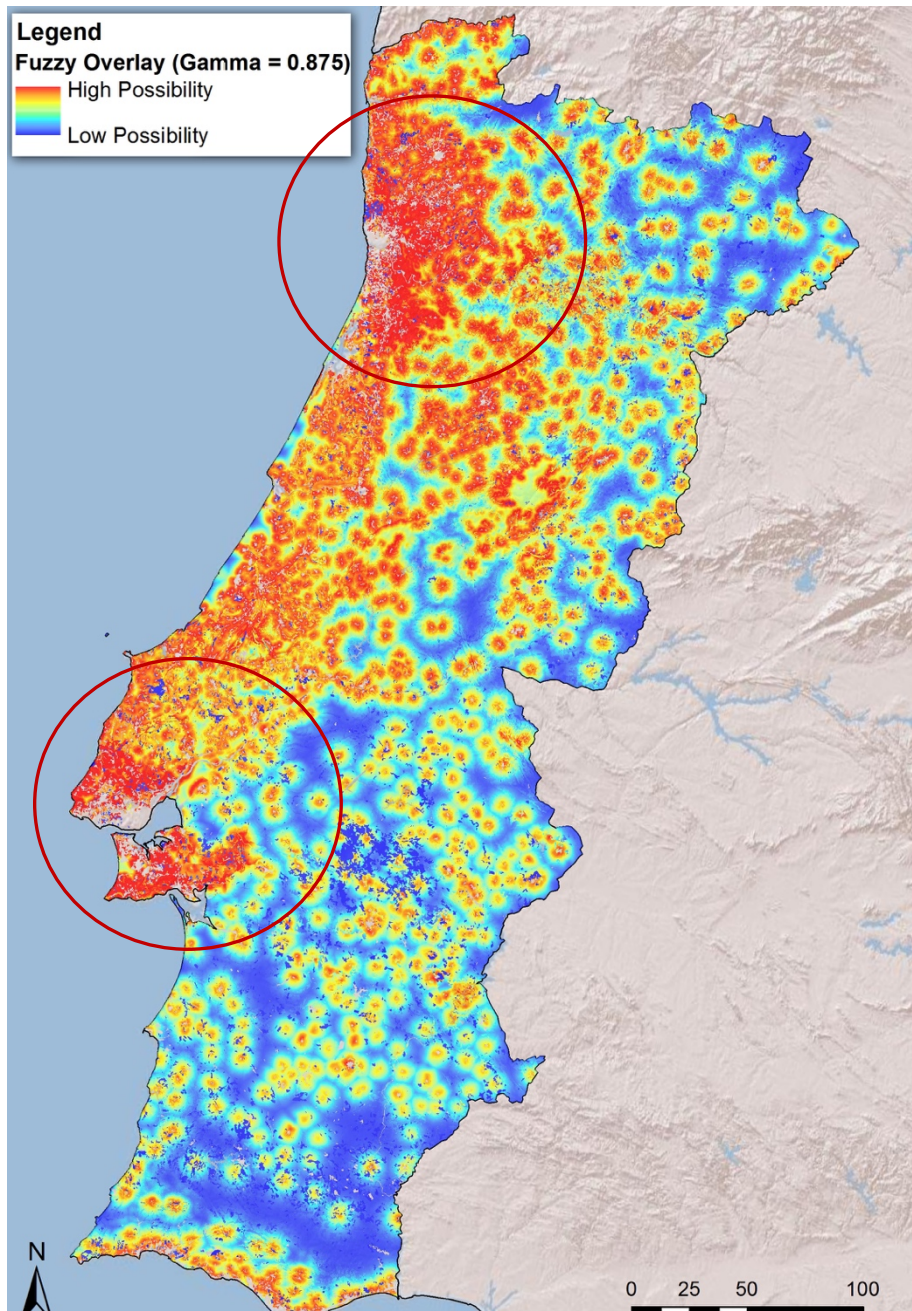 Legend
Fuzzy Overlay (Gamma = 0.875)
High Possibility
Low Possibility
N
0 25 50 100